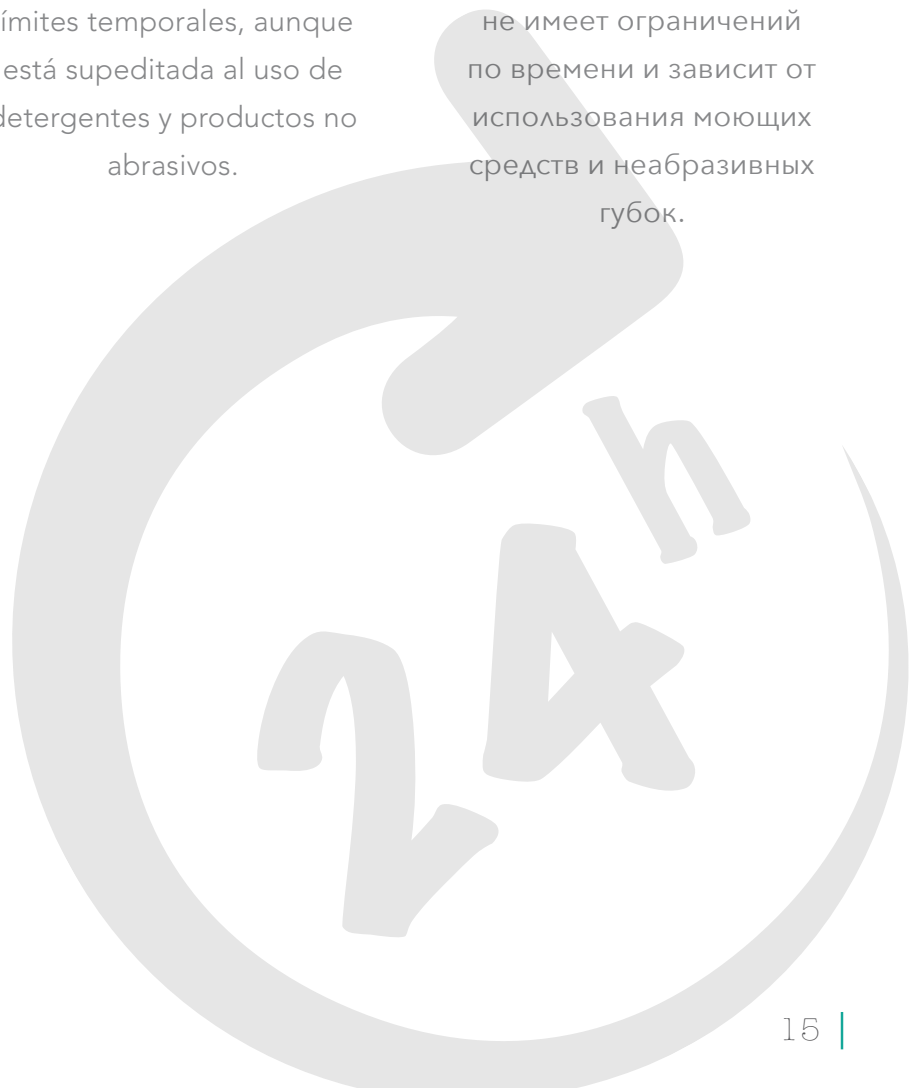 ímites temporales, aunque
está supeditada al uso de
detergentes y productos no
abrasivos.
не имеет ограничений
по времени и зависит от
использования моющих
средств и неабразивных
губок.
24h
15